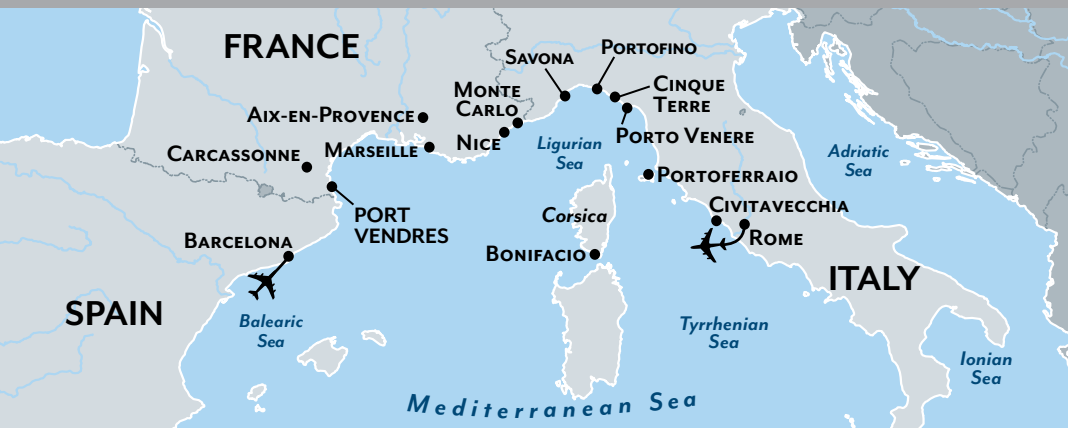 FRANCE
SAVONA
PORTOFINO
MONTE
CARLO
CINQUE
TERRE
AIX-EN-PROVENCE
NICE
PORTO VENERE
CARCASSONNE
MARSEILLE
Ligurian
Sea
Adriatic
Sea
PORTOFERRAIO
PORT
VENDRES
Corsica
CIVITAVECCHIA
BARCELONA
BONIFACIO
ROME
SPAIN
ITALY
Balearic
Sea
Tyrrhenian
Sea
Ionian
Sea
Mediterranean Sea